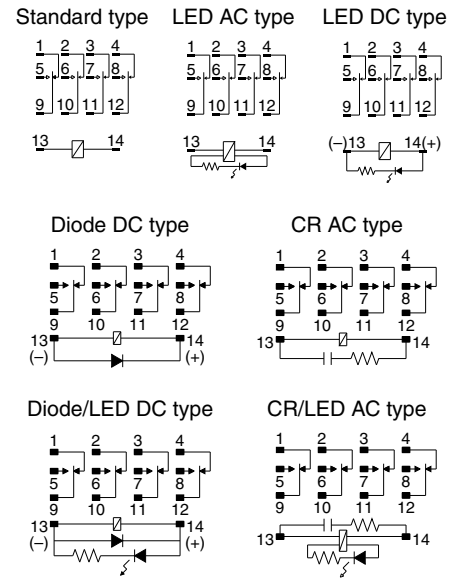 Standard type LED AC type LED DC type
1 2 3 4 1 2 3 4 1 2 3 4
5 6 7 8 5 6 7 8 5 6 7 8
9 10 11 12 9 10 11 12 9 10 11 12
13 14 13 14 (–)13 14(+)
Diode DC type CR AC type
1 2 3 4 1 2 3 4
5 6 7 8 5 6 7 8
9 10 11 12 9 10 11 12
13 14 13 14
(–) (+)
Diode/LED DC type CR/LED AC type
1 2 3 4 1 2 3 4
5 6 7 8 5 6 7 8
9 10 11 12 9 10 11 12
13 14 13 14
(–) (+)